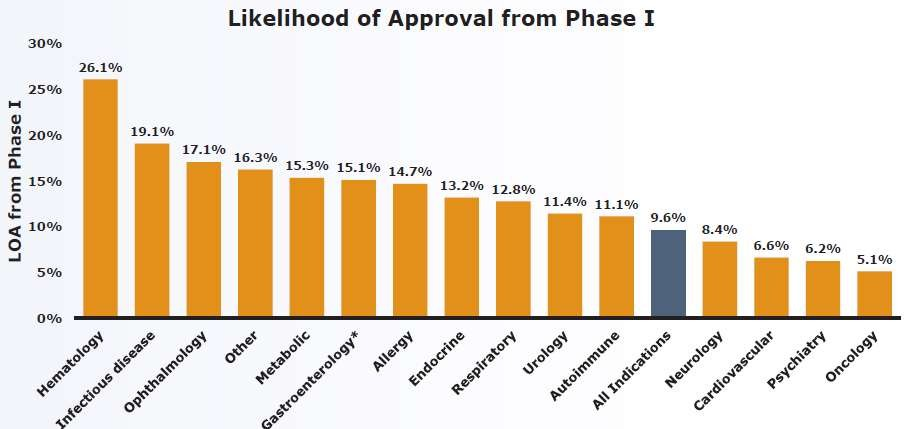 Likelihood of Approval from Phase I
LOA from Phase I
30%
25%
20%
15%
10%
5%
0%
26.1%
19.1%
17.1%
16.3%
15.3%
15.1%
14.7%
13.2%
12.8%
11.4%
11.1%
9.6%
8.4%
6.6%
6.2%
5.1%
Hematology
Infectious disease
Ophthalmology
Other
Metabolic
Gastroenterology*
Allergy
Endocrine
Respiratory
Urology
Autoimmune
All Indications
Neurology
Cardiovascular
Psychiatry
Oncology